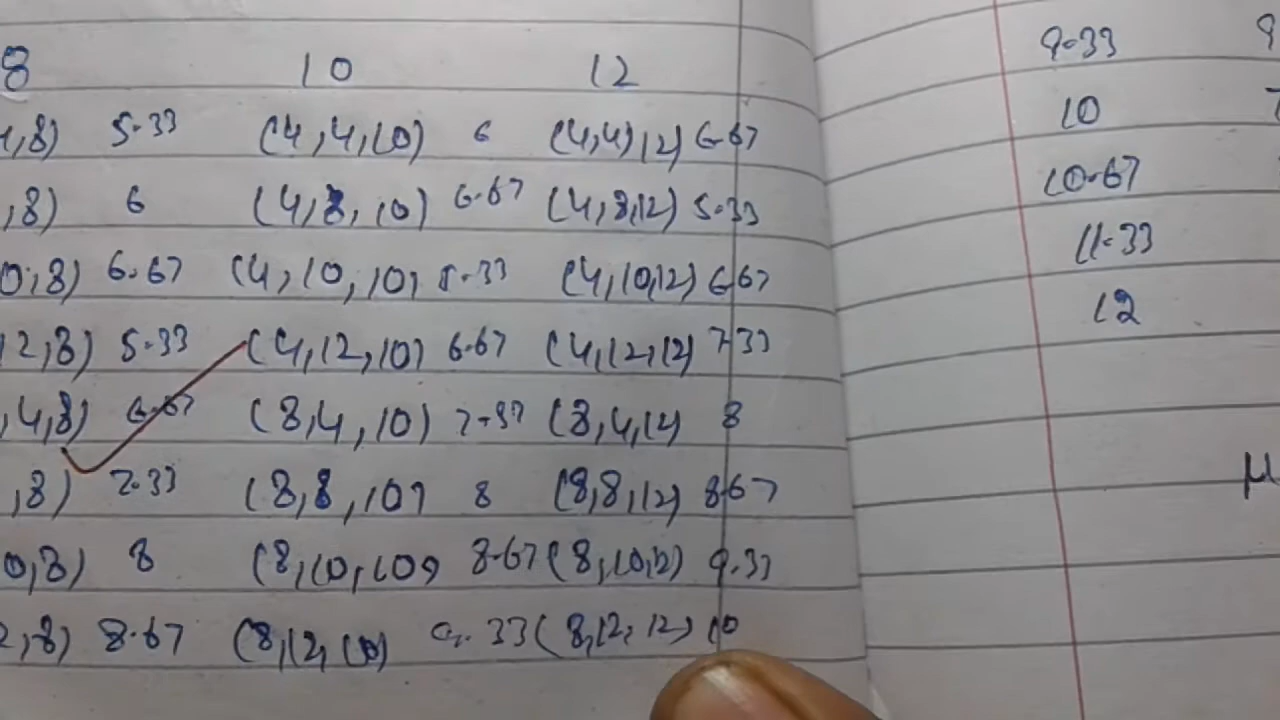 8 10 12
,8) 5.33 (4,4,10) 6 (4,4,12) 6.67
,8) 6 (4,8,10) 6.67 (4,8,12) 5.33
0,8) 6.67 (4,10,10) 5.33 (4,10,12) 6.67
12,8) 5.33 (4,12,10) 6.67 (4,12,12) 7.33
,4,8) 6.67 (8,4,10) 7.33 (8,4,12) 8
,8) 7.33 (8,8,10) 8 (8,8,12) 8.67
0,8) 8 (8,10,10) 8.67 (8,10,12) 9.33
2,8) 8.67 (8,12,10) 9.33 (8,12,12) 10
9.33 9
10 7
10.67
11.33
12
μ